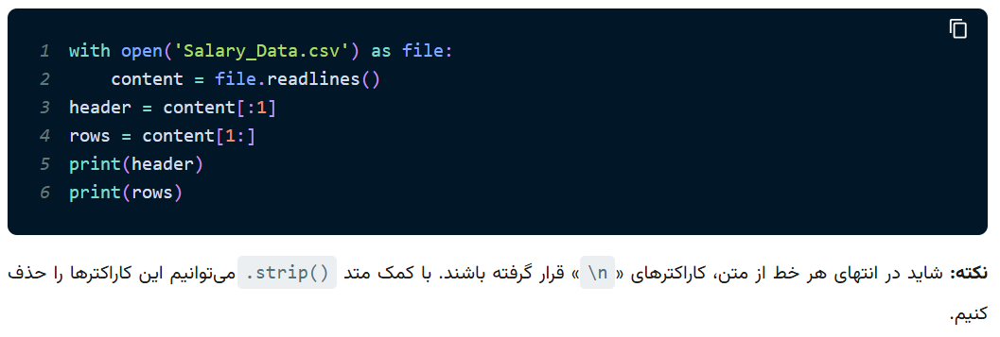 1 with open('Salary_Data.csv') as file:
2     content = file.readlines()
3 header = content[:1]
4 rows = content[1:]
5 print(header)
6 print(rows)
نکته: شاید در انتهای هر خط از متن، کاراکترهای «\n» قرار گرفته باشند. با کمک متد .strip() می‌توانیم این کاراکترها را حذف
کنیم.